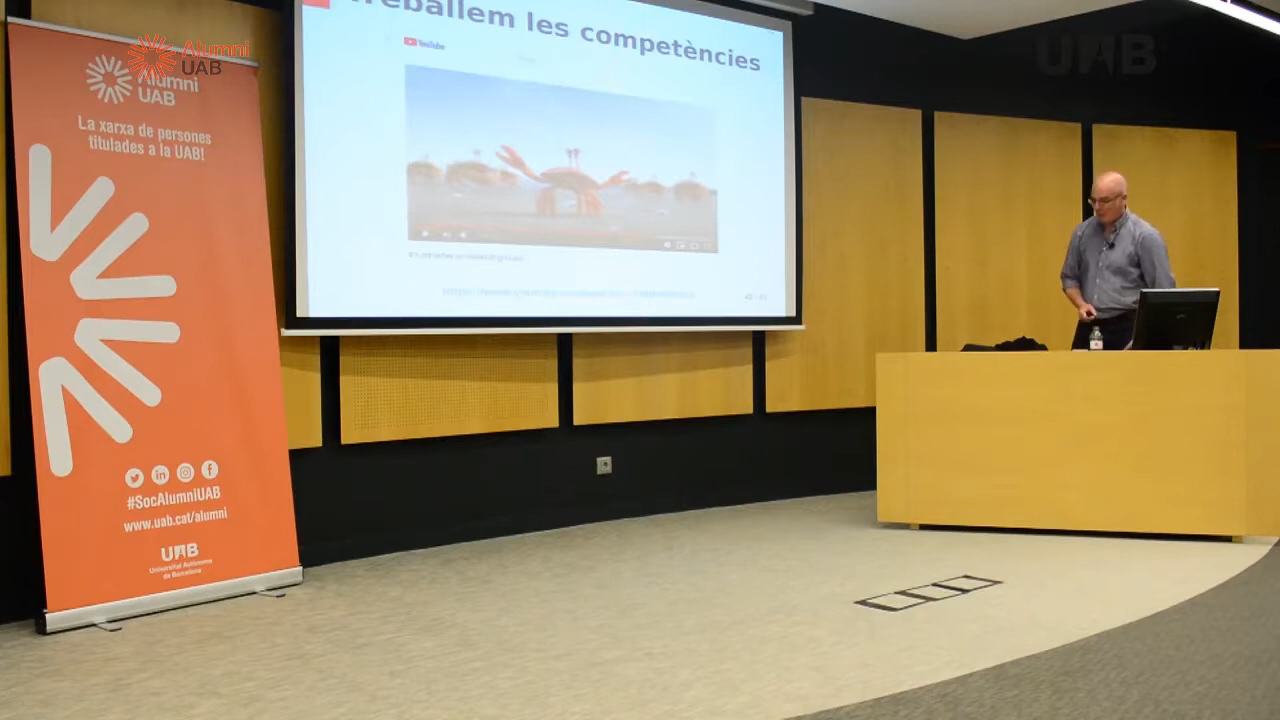 Alumni
UAB
Alumni
UAB
La xarxa de persones
titulades a la UAB!
#SocAlumniUAB
www.uab.cat/alumni
UAB
Universitat Autònoma
de Barcelona
Treballem les competències
YouTube
UAB